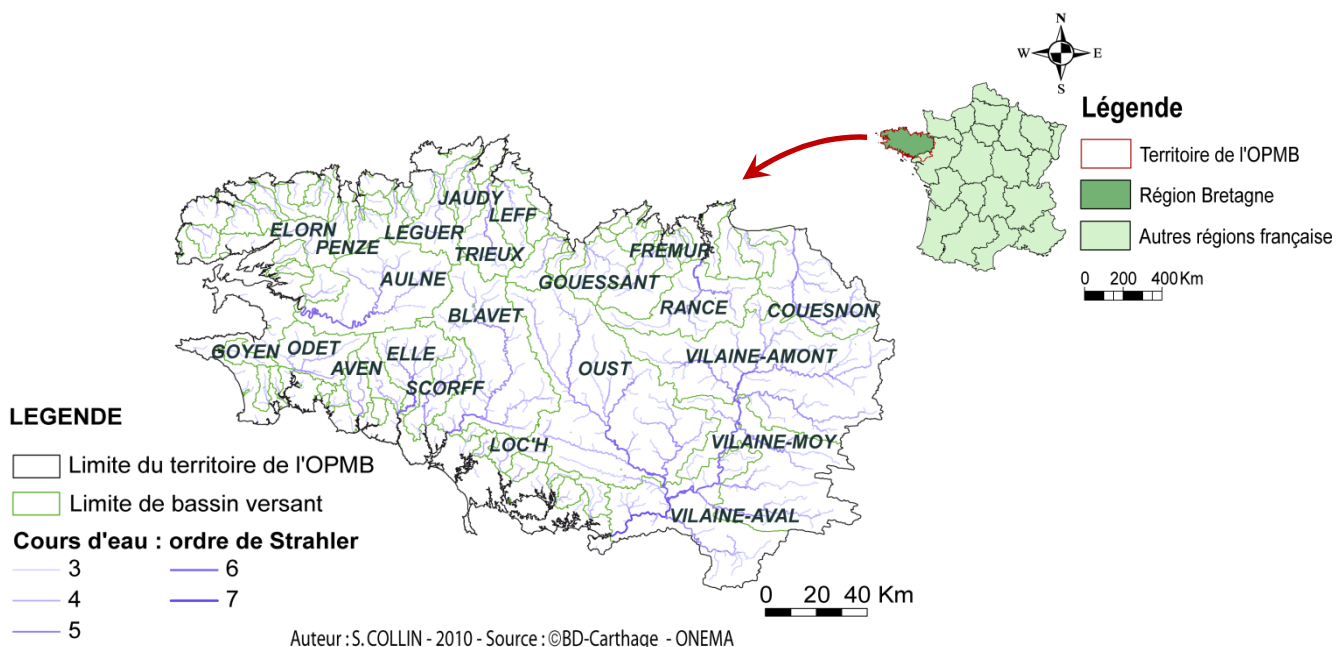 N
W
E
S
Légende
Territoire de l'OPMB
Région Bretagne
Autres régions française
0 200 400 Km
JAUDY
LEFF
ELORN
PENZE
LEGUER
TRIEUX
FREMUR
AULNE
GOUESSANT
BLAVET
RANCE
COUESNON
GOYEN
ODET
AVEN
ELLE
SCORFF
OUST
VILAINE-AMONT
LOC'H
VILAINE-MOY
VILAINE-AVAL
LEGENDE
Limite du territoire de l'OPMB
Limite de bassin versant
Cours d'eau : ordre de Strahler
3
4
5
6
7
0 20 40 Km
Auteur : S. COLLIN - 2010 - Source : ©BD-Carthage - ONEMA